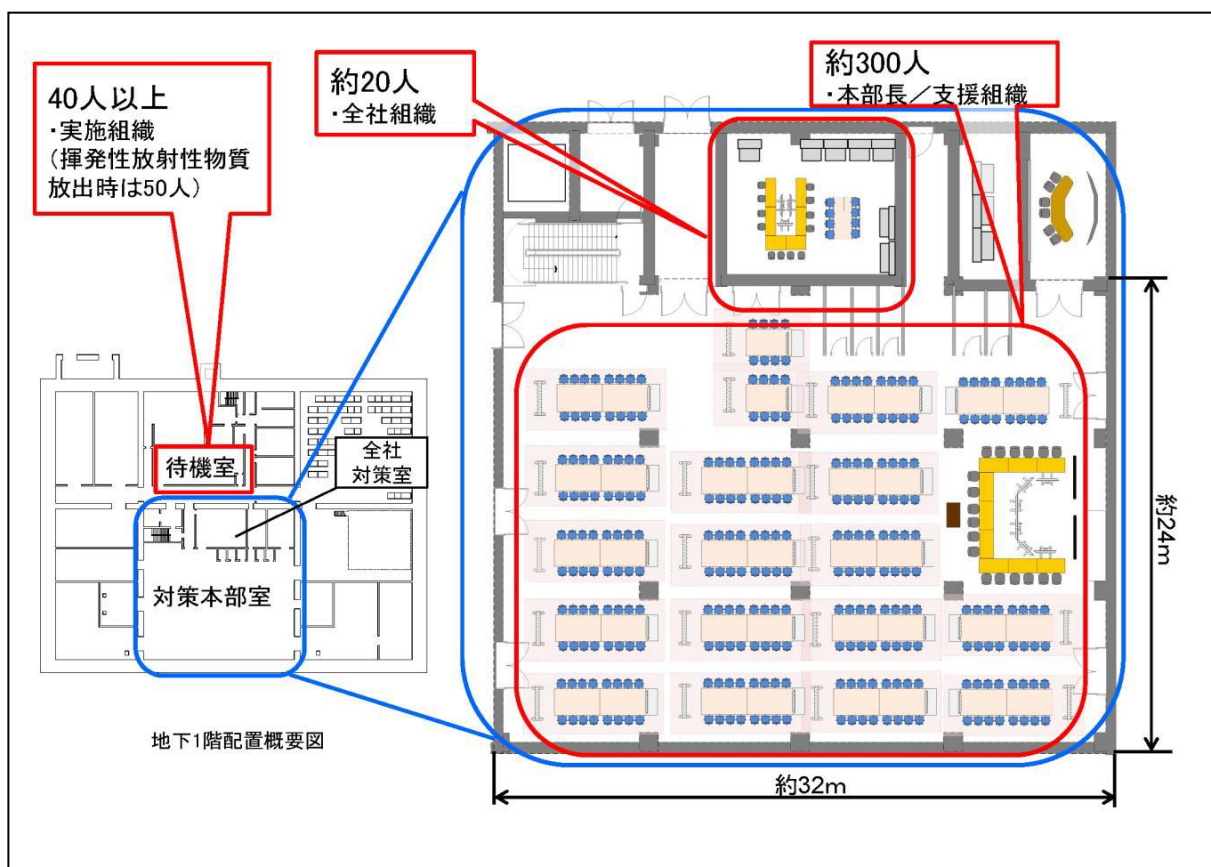 40人以上
・実施組織
（揮発性放射性物質
放出時は50人）
約20人
・全社組織
約300人
・本部長／支援組織
待機室
全社
対策室
対策本部室
地下1階配置概要図
約24m
約32m